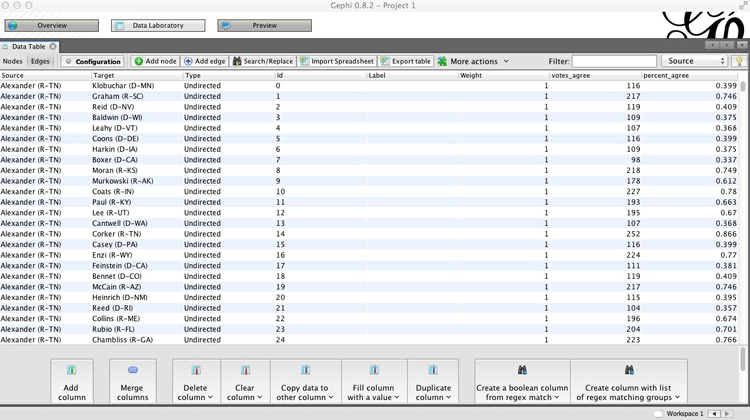 Gephi 0.8.2 - Project 1
Overview Data Laboratory Preview
Data Table
Nodes Edges Configuration Add node Add edge Search/Replace Import Spreadsheet Export table More actions Filter: Source
Source Target Type Id Label Weight votes_agree percent_agree
Alexander (R-TN) Klobuchar (D-MN) Undirected 0 1 116 0.399
Alexander (R-TN) Graham (R-SC) Undirected 1 1 217 0.746
Alexander (R-TN) Reid (D-NV) Undirected 2 1 119 0.409
Alexander (R-TN) Baldwin (D-WI) Undirected 3 1 109 0.375
Alexander (R-TN) Leahy (D-VT) Undirected 4 1 107 0.368
Alexander (R-TN) Coons (D-DE) Undirected 5 1 116 0.399
Alexander (R-TN) Harkin (D-IA) Undirected 6 1 109 0.375
Alexander (R-TN) Boxer (D-CA) Undirected 7 1 98 0.337
Alexander (R-TN) Moran (R-KS) Undirected 8 1 218 0.749
Alexander (R-TN) Murkowski (R-AK) Undirected 9 1 178 0.612
Alexander (R-TN) Coats (R-IN) Undirected 10 1 227 0.78
Alexander (R-TN) Paul (R-KY) Undirected 11 1 193 0.663
Alexander (R-TN) Lee (R-UT) Undirected 12 1 195 0.67
Alexander (R-TN) Cantwell (D-WA) Undirected 13 1 107 0.368
Alexander (R-TN) Corker (R-TN) Undirected 14 1 252 0.866
Alexander (R-TN) Casey (D-PA) Undirected 15 1 116 0.399
Alexander (R-TN) Enzi (R-WY) Undirected 16 1 224 0.77
Alexander (R-TN) Feinstein (D-CA) Undirected 17 1 111 0.381
Alexander (R-TN) Bennet (D-CO) Undirected 18 1 119 0.409
Alexander (R-TN) McCain (R-AZ) Undirected 19 1 217 0.746
Alexander (R-TN) Heinrich (D-NM) Undirected 20 1 115 0.395
Alexander (R-TN) Reed (D-RI) Undirected 21 1 104 0.357
Alexander (R-TN) Collins (R-ME) Undirected 22 1 196 0.674
Alexander (R-TN) Rubio (R-FL) Undirected 23 1 204 0.701
Alexander (R-TN) Chambliss (R-GA) Undirected 24 1 223 0.766
Add column
Merge columns
Delete column
Clear column
Copy data to other column
Fill column with a value
Duplicate column
Create a boolean column from regex match
Create column with list of regex matching groups
Workspace 1